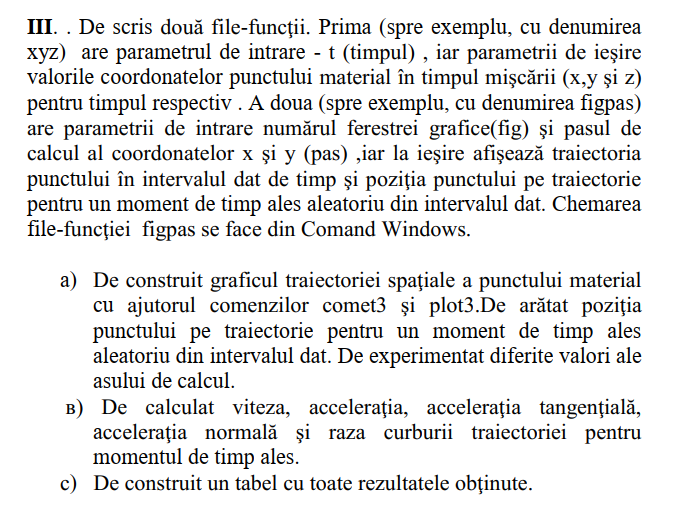 III. . De scris două file-funcţii. Prima (spre exemplu, cu denumirea
xyz) are parametrul de intrare - t (timpul) , iar parametrii de ieşire
valorile coordonatelor punctului material în timpul mişcării (x,y şi z)
pentru timpul respectiv . A doua (spre exemplu, cu denumirea figpas)
are parametrii de intrare numărul ferestrei grafice(fig) şi pasul de
calcul al coordonatelor x şi y (pas) ,iar la ieşire afişează traiectoria
punctului în intervalul dat de timp şi poziţia punctului pe traiectorie
pentru un moment de timp ales aleatoriu din intervalul dat. Chemarea
file-funcţiei figpas se face din Comand Windows.
a) De construit graficul traiectoriei spaţiale a punctului material
cu ajutorul comenzilor comet3 şi plot3.De arătat poziţia
punctului pe traiectorie pentru un moment de timp ales
aleatoriu din intervalul dat. De experimentat diferite valori ale
asului de calcul.
в) De calculat viteza, acceleraţia, acceleraţia tangenţială,
acceleraţia normală şi raza curburii traiectoriei pentru
momentul de timp ales.
c) De construit un tabel cu toate rezultatele obţinute.